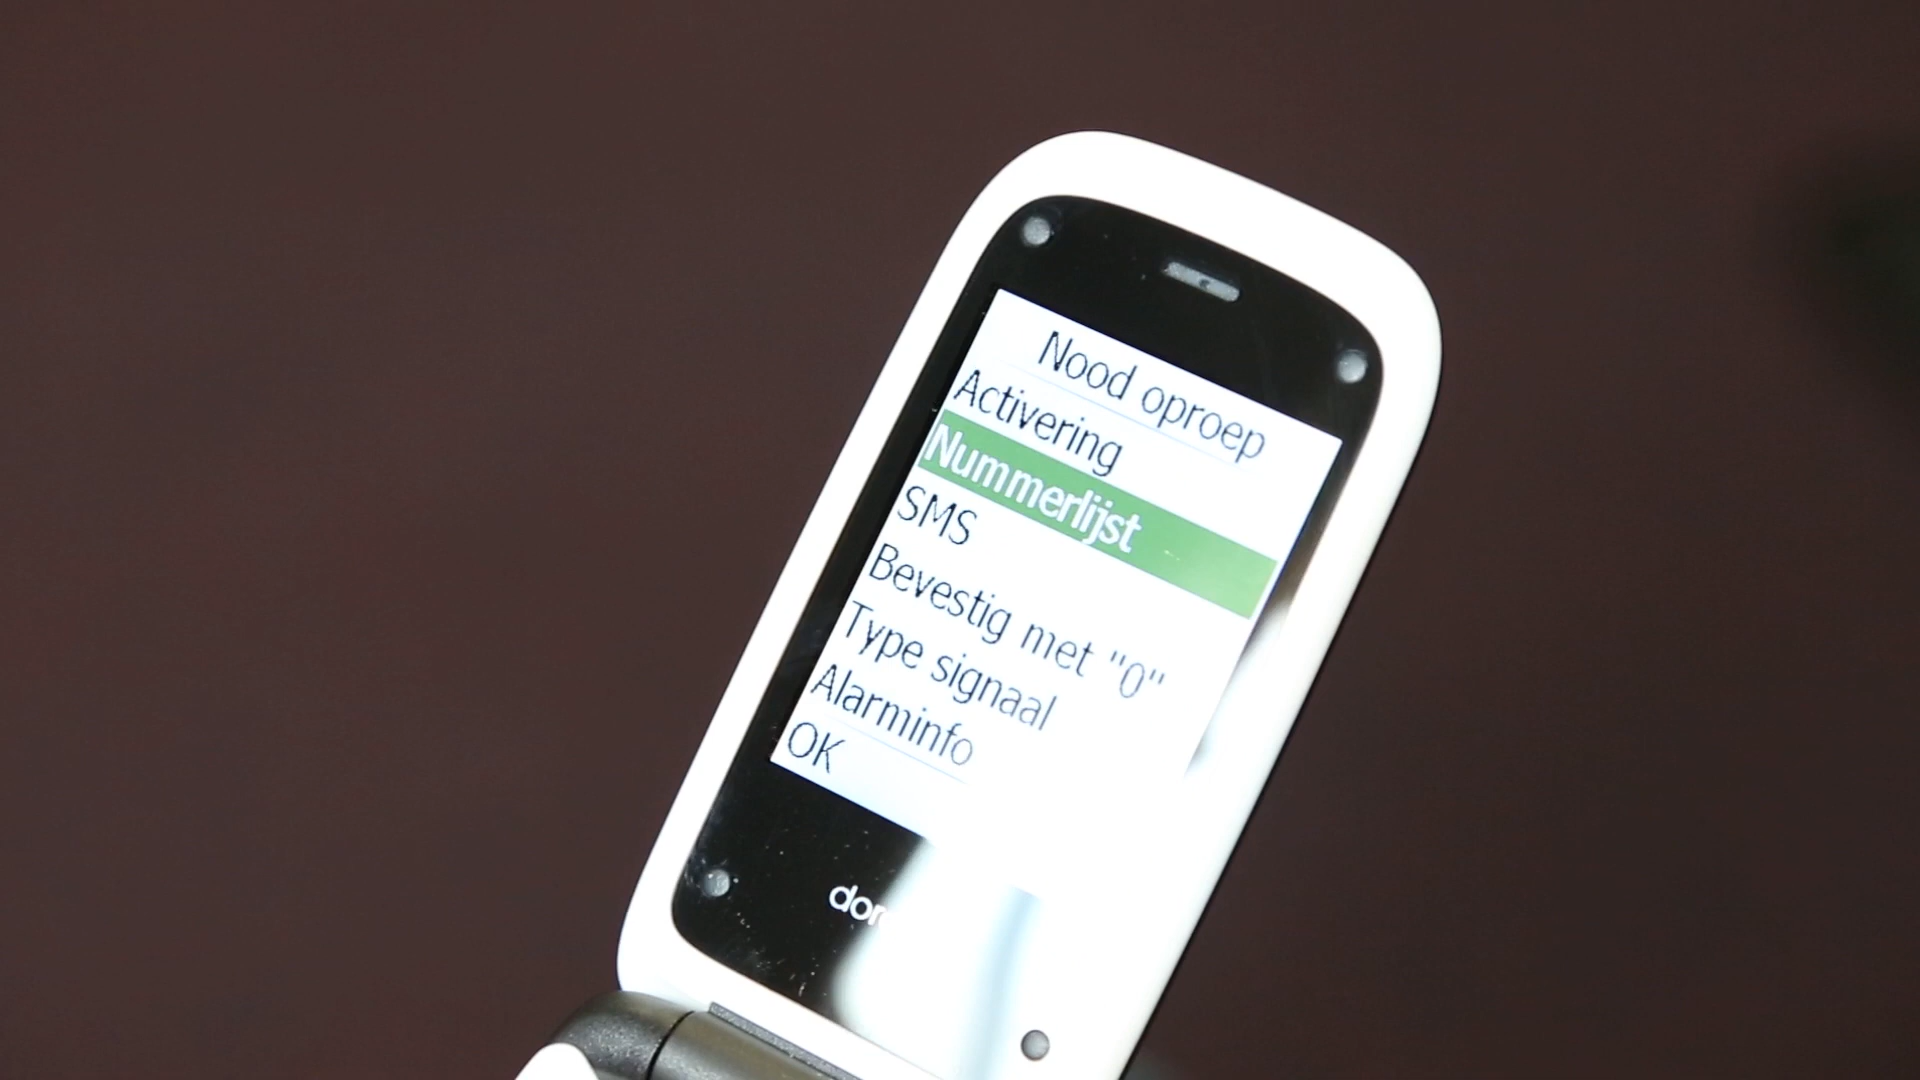 Nood oproep
Activering
Nummerlijst
SMS
Bevestig met "0"
Type signaal
Alarminfo
OK